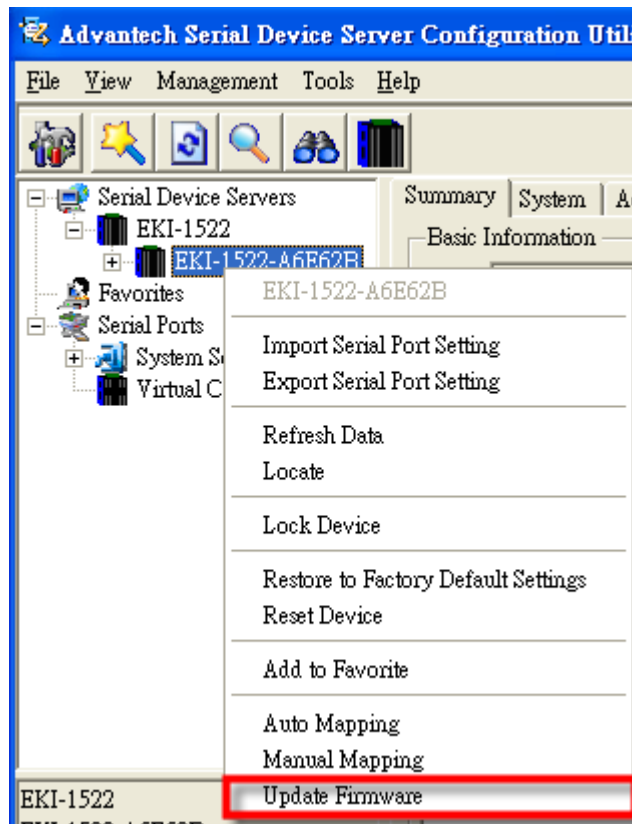 Advantech Serial Device Server Configuration Util
File View Management Tools Help
Serial Device Servers
EKI-1522
EKI-1522-A6E62B
Favorites
Serial Ports
System S
Virtual C
Summary System A
Basic Information
EKI-1522-A6E62B
Import Serial Port Setting
Export Serial Port Setting
Refresh Data
Locate
Lock Device
Restore to Factory Default Settings
Reset Device
Add to Favorite
Auto Mapping
Manual Mapping
Update Firmware
EKI-1522